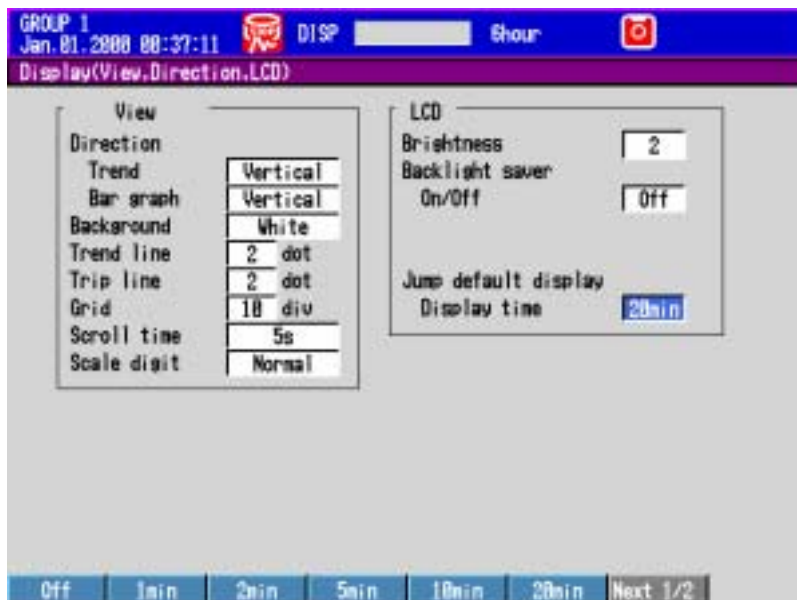 GROUP 1
Jan.01.2000 00:37:11
DISP
6hour
Display(View,Direction,LCD)
View
Direction
Trend Vertical
Bar graph Vertical
Background White
Trend line 2 dot
Trip line 2 dot
Grid 10 div
Scroll time 5s
Scale digit Normal
LCD
Brightness 2
Backlight saver
On/Off Off
Jump default display
Display time 20min
Off 1min 2min 5min 10min 20min Next 1/2